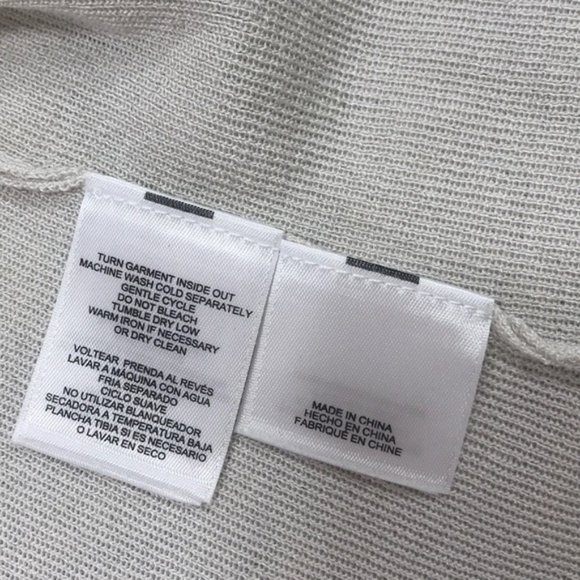 TURN GARMENT INSIDE OUT
MACHINE WASH COLD SEPARATELY
GENTLE CYCLE
DO NOT BLEACH
TUMBLE DRY LOW
WARM IRON IF NECESSARY
OR DRY CLEAN
VOLTEAR PRENDA AL REVÉS
LAVAR A MÁQUINA CON AGUA
FRIA SEPARADO
CICLO SUAVE
NO UTILIZAR BLANQUEADOR
SECADORA A TEMPERATURA BAJA
PLANCHA TIBIA SI ES NECESARIO
O LAVAR EN SECO
MADE IN CHINA
HECHO EN CHINA
FABRIQUÉ EN CHINE